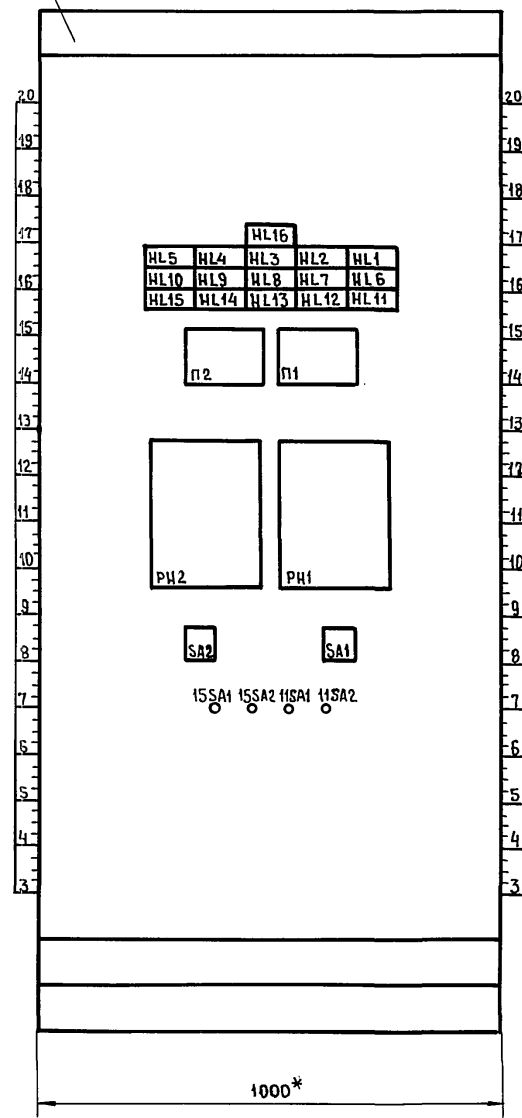 20 20
19 19
18 18
17 HL16 17
HL5 HL4 HL3 HL2 HL1
16 HL10 HL9 HL8 HL7 HL6 16
HL15 HL14 HL13 HL12 HL11
15 15
14 П2 П1 14
13 13
12 12
11 11
10 РН2 РН1 10
9 9
8 SA2 SA1 8
15SA1 15SA2 11SA1 11SA2
7 7
6 6
5 5
4 4
3 3
1000*